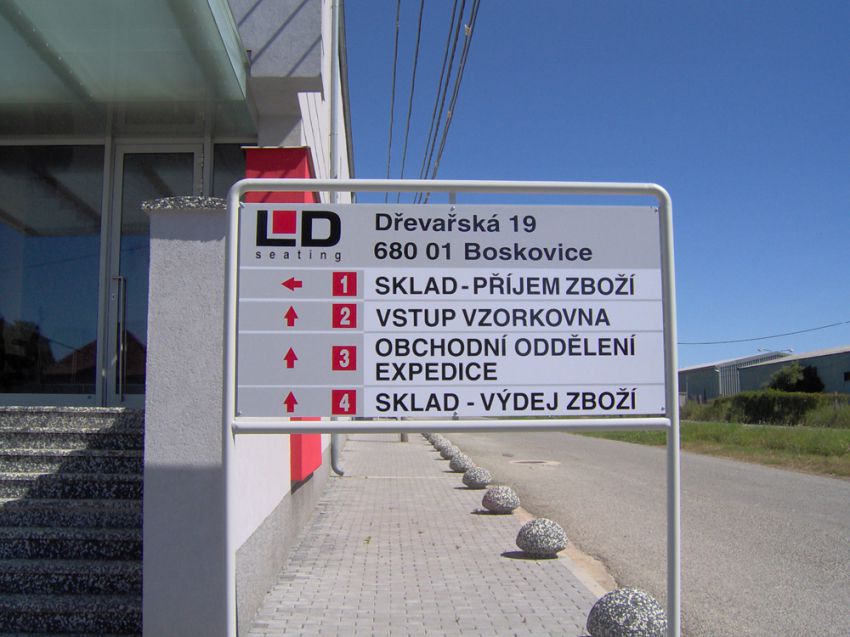 LD
seating
Dřevařská 19
680 01 Boskovice
1 SKLAD-PŘÍJEM ZBOŽÍ
2 VSTUP VZORKOVNA
3 OBCHODNÍ ODDĚLENÍ
EXPEDICE
4 SKLAD - VÝDEJ ZBOŽÍ